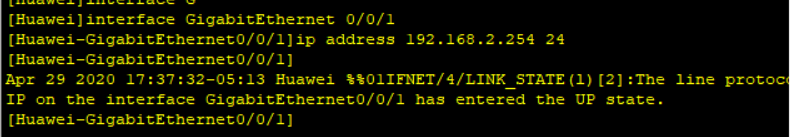 [Huawei]interface G
[Huawei]interface GigabitEthernet 0/0/1
[Huawei-GigabitEthernet0/0/1]ip address 192.168.2.254 24
[Huawei-GigabitEthernet0/0/1]
Apr 29 2020 17:37:32-05:13 Huawei %%01IFNET/4/LINK_STATE(l)[2]:The line protoc
IP on the interface GigabitEthernet0/0/1 has entered the UP state.
[Huawei-GigabitEthernet0/0/1]